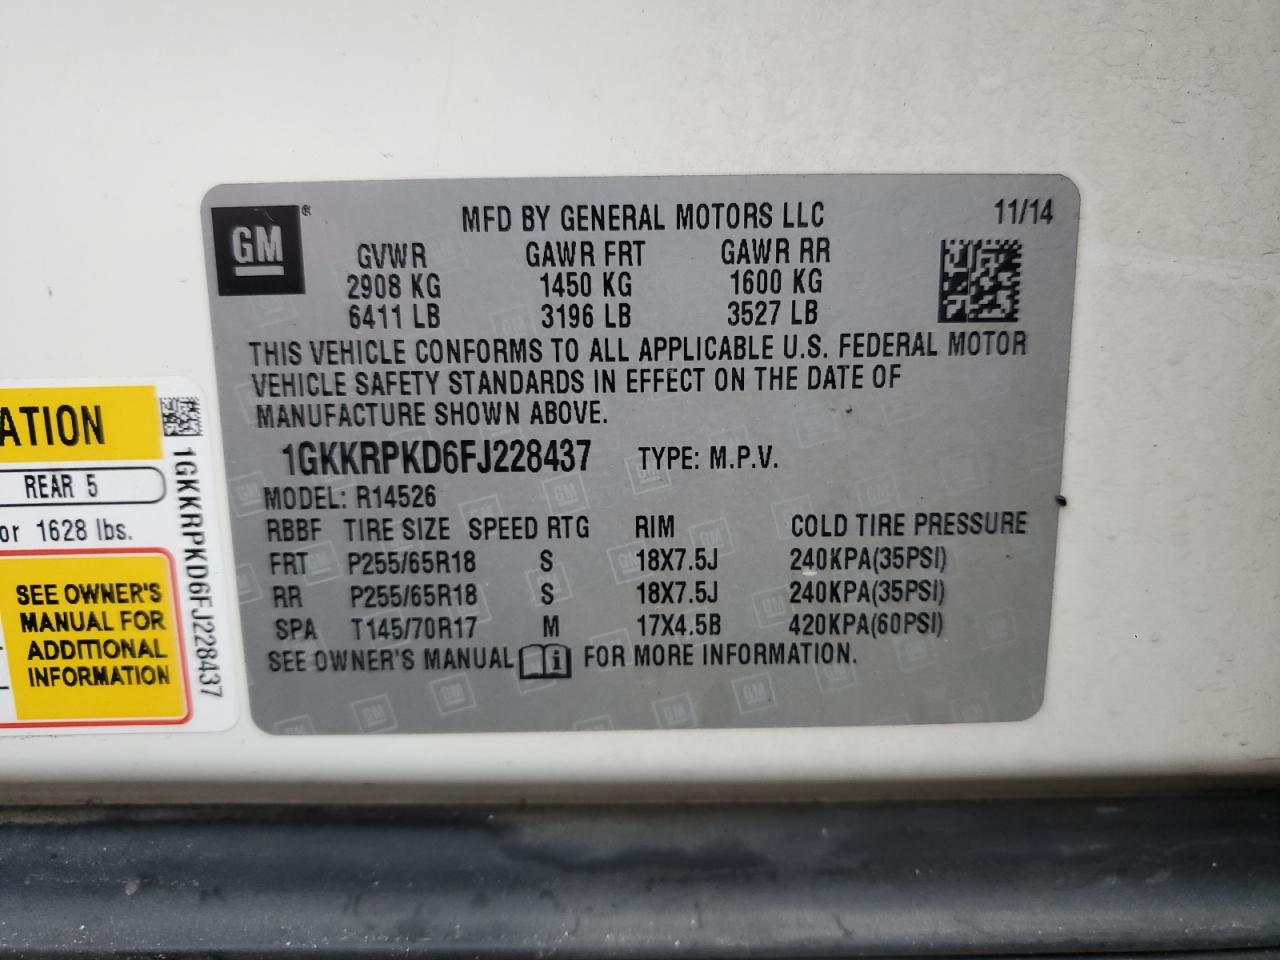 GM ®
MFD BY GENERAL MOTORS LLC 11/14
GVWR GAWR FRT GAWR RR
2908 KG 1450 KG 1600 KG
6411 LB 3196 LB 3527 LB
THIS VEHICLE CONFORMS TO ALL APPLICABLE U.S. FEDERAL MOTOR
VEHICLE SAFETY STANDARDS IN EFFECT ON THE DATE OF
MANUFACTURE SHOWN ABOVE.
1GKKRPKD6FJ228437 TYPE: M.P.V.
MODEL: R14526
RBBF TIRE SIZE SPEED RTG RIM COLD TIRE PRESSURE
FRT P255/65R18 S 18X7.5J 240KPA(35PSI)
RR P255/65R18 S 18X7.5J 240KPA(35PSI)
SPA T145/70R17 M 17X4.5B 420KPA(60PSI)
SEE OWNER'S MANUAL i FOR MORE INFORMATION.
ATION
REAR 5
or 1628 lbs.
SEE OWNER'S
MANUAL FOR
ADDITIONAL
INFORMATION
1GKKRPKD6FJ228437